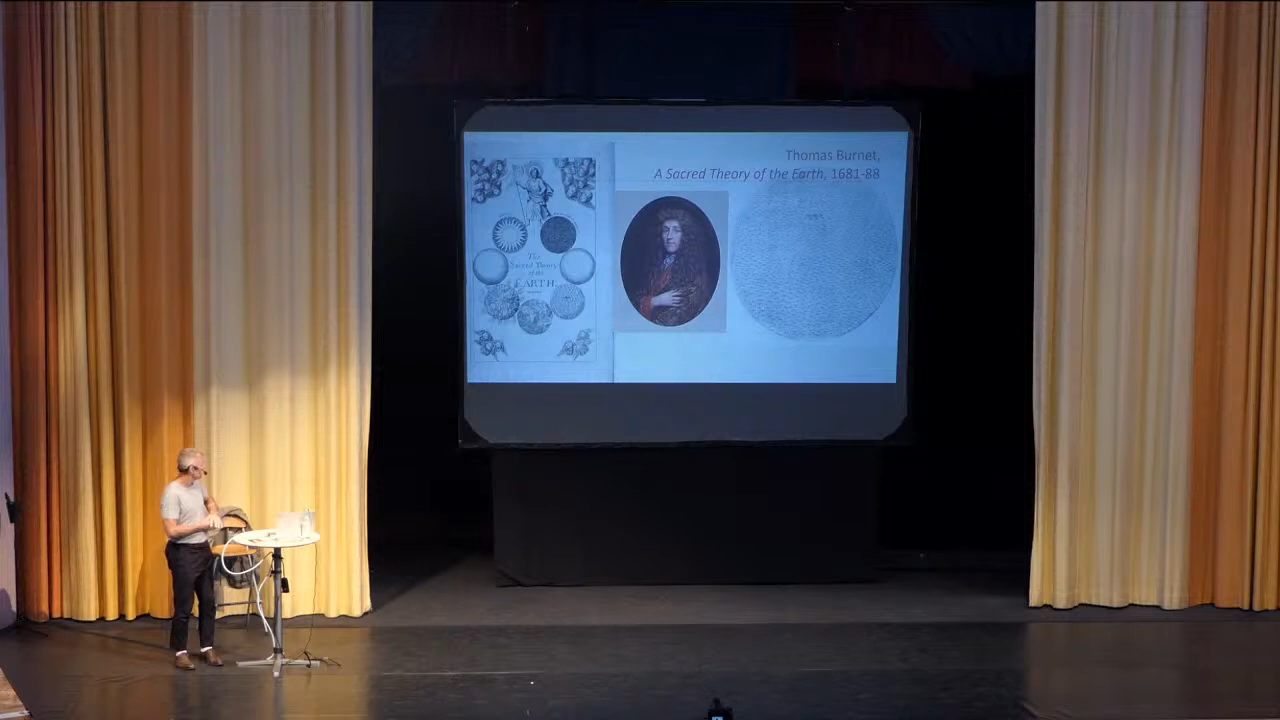 Thomas Burnet,
A Sacred Theory of the Earth, 1681-88
The
Sacred Theory
of the
EARTH.